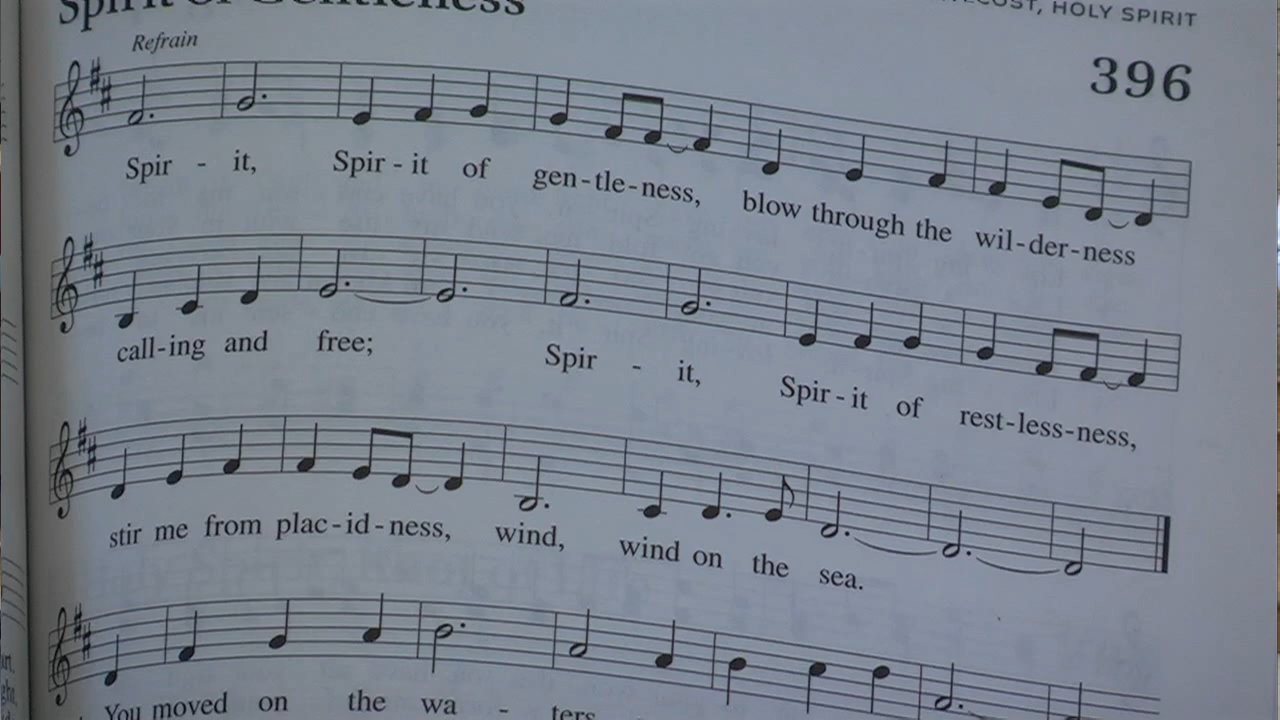 Spirit of Gentleness
COST, HOLY SPIRIT
396
Refrain
Spir - it, Spir - it of gen - tle - ness, blow through the wil - der - ness
call - ing and free; Spir - it, Spir - it of rest - less - ness,
stir me from plac - id - ness, wind, wind on the sea.
You moved on the wa - ters